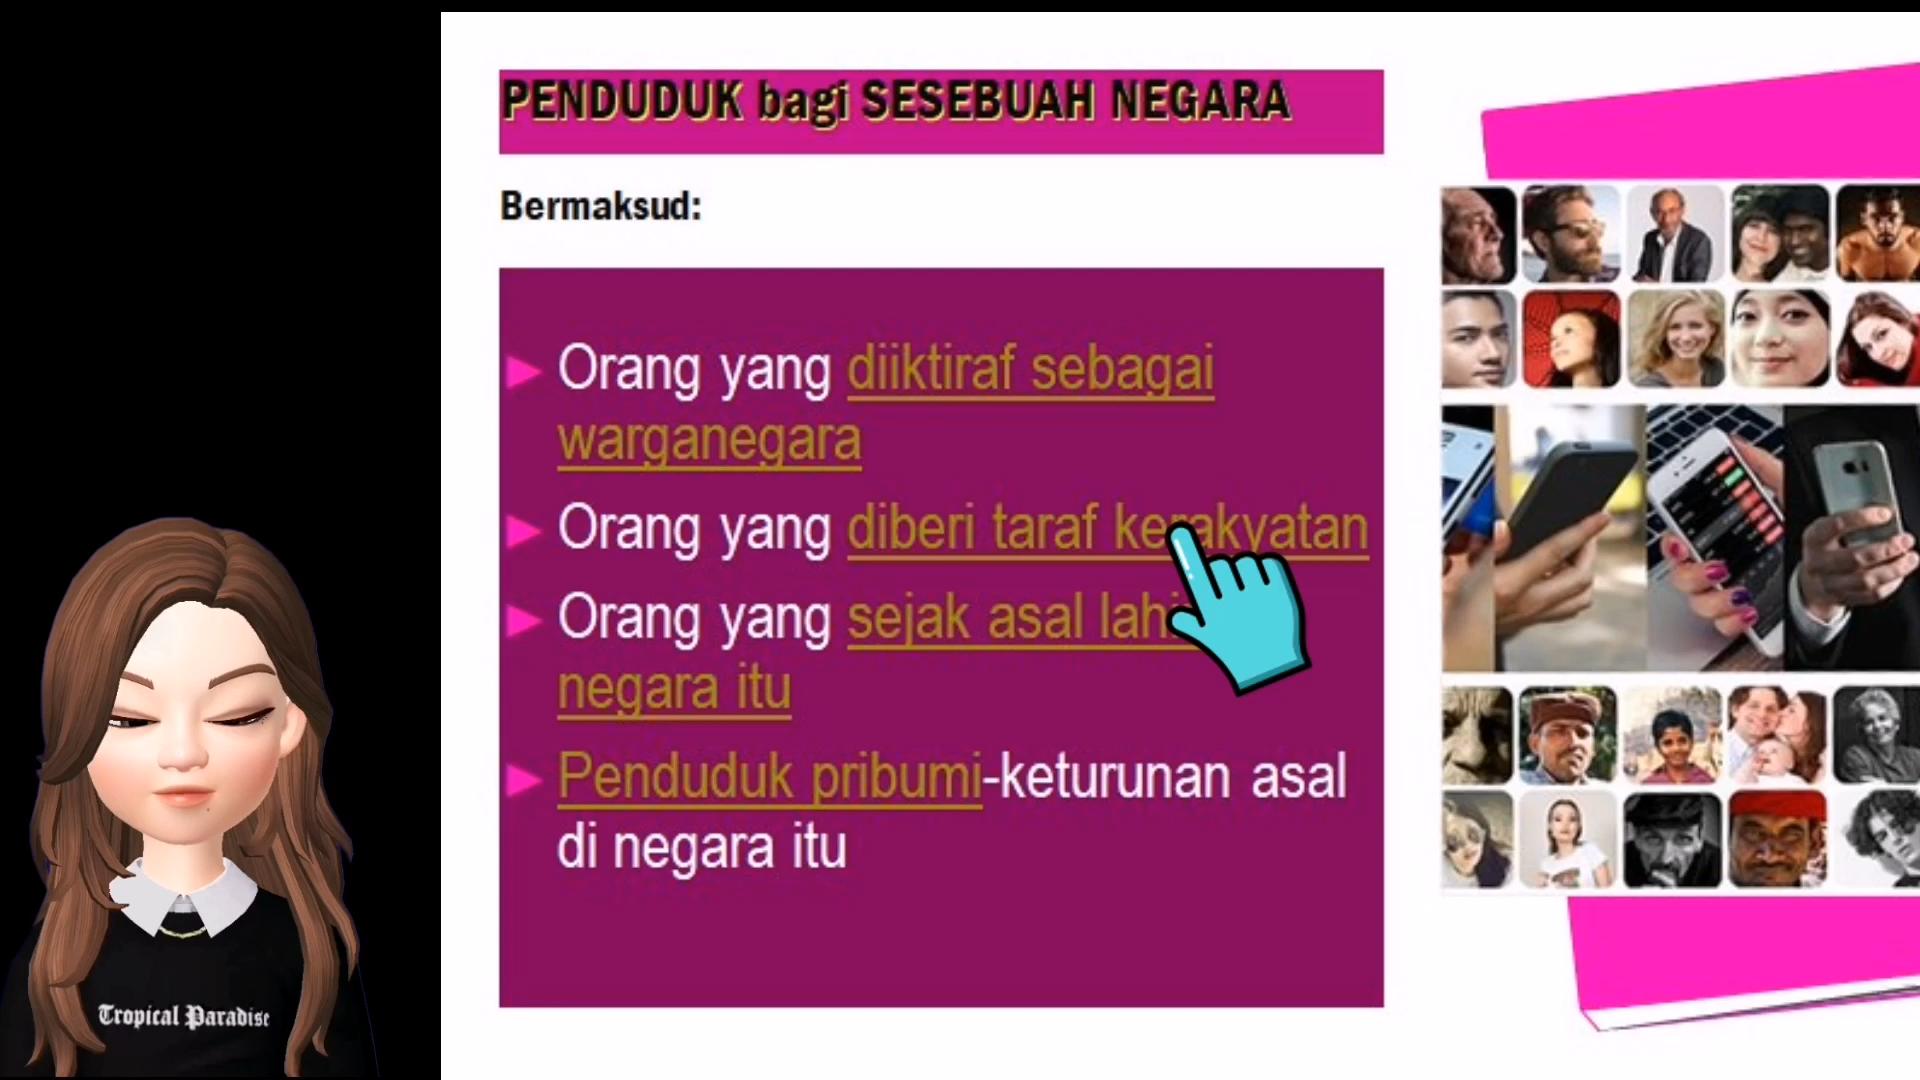 PENDUDUK bagi SESEBUAH NEGARA
Bermaksud:
Orang yang diiktiraf sebagai
warganegara
Orang yang diberi taraf kerakyatan
Orang yang sejak asal
negara itu
Penduduk pribumi-keturunan asal
di negara itu
Tropical Paradise